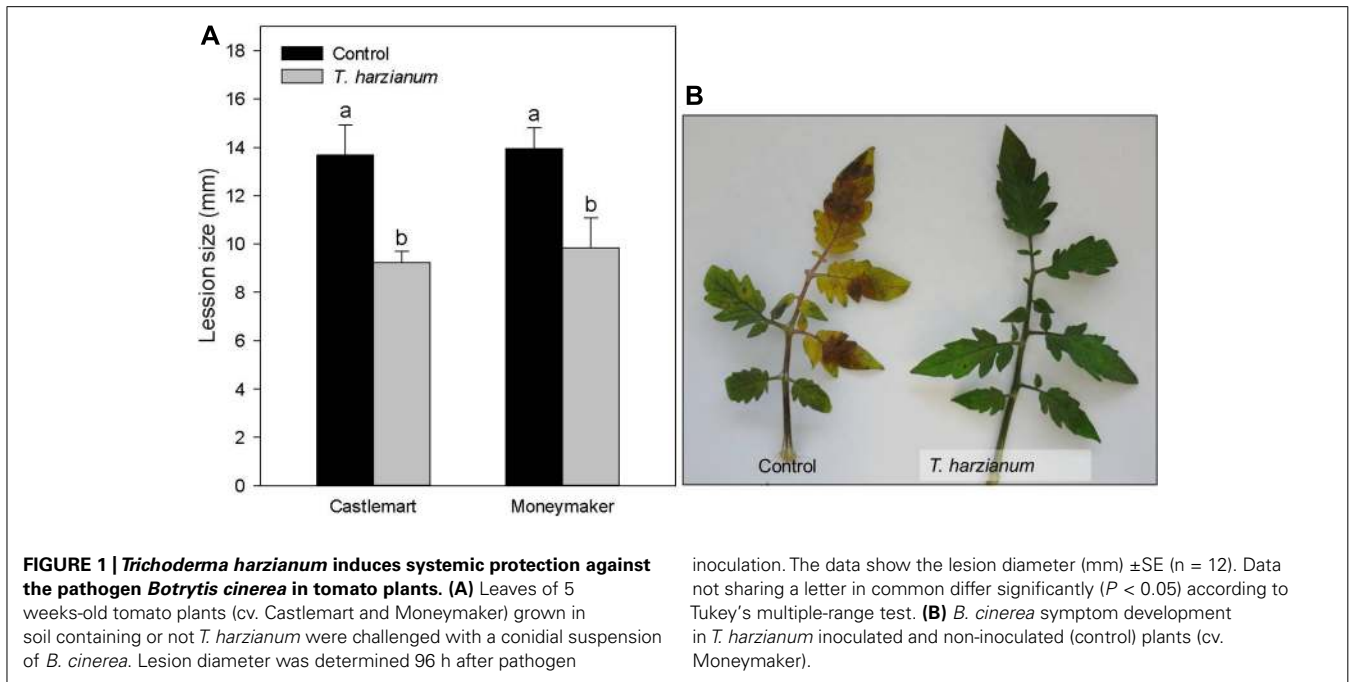 A
18
16
14
12
10
8
6
4
2
0
Lession size (mm)
Control
T. harzianum
a
b
a
b
Castlemart
Moneymaker
B
Control
T. harzianum
FIGURE 1 | Trichoderma harzianum induces systemic protection against
the pathogen Botrytis cinerea in tomato plants. (A) Leaves of 5
weeks-old tomato plants (cv. Castlemart and Moneymaker) grown in
soil containing or not T. harzianum were challenged with a conidial suspension
of B. cinerea. Lesion diameter was determined 96 h after pathogen
inoculation. The data show the lesion diameter (mm) ±SE (n = 12). Data
not sharing a letter in common differ significantly (P < 0.05) according to
Tukey's multiple-range test. (B) B. cinerea symptom development
in T. harzianum inoculated and non-inoculated (control) plants (cv.
Moneymaker).